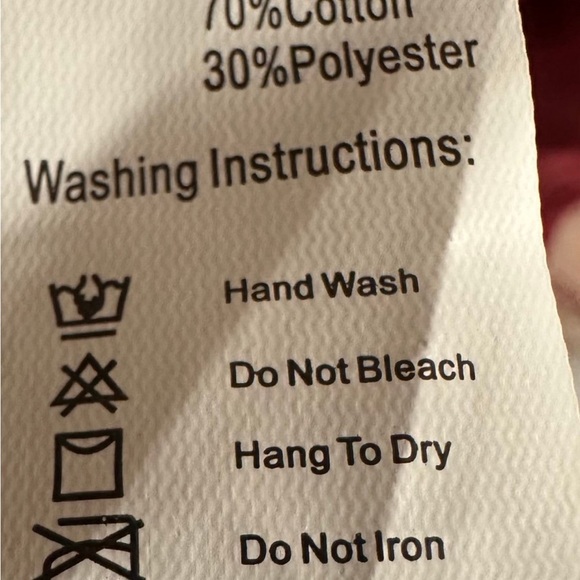 70%Cotton
30%Polyester
Washing Instructions:
Hand Wash
Do Not Bleach
Hang To Dry
Do Not Iron